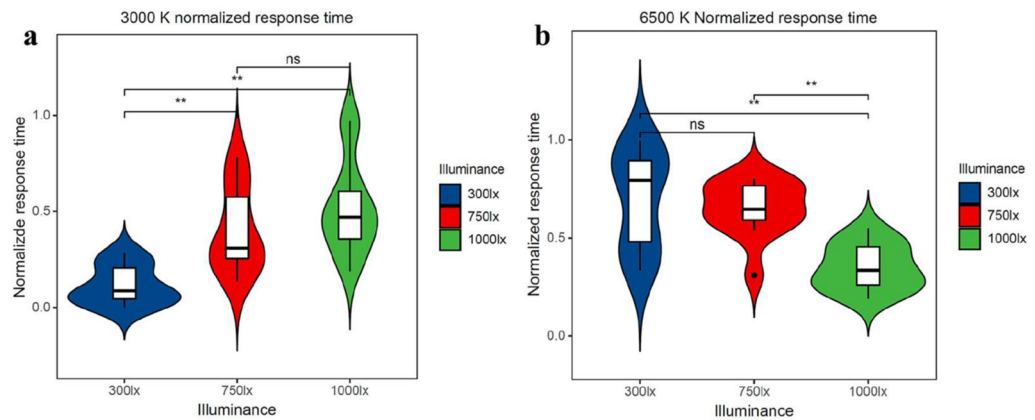 a
3000 K normalized response time
ns
**
**
1.0
0.5
0.0
Normalizde response time
300lx
750lx
1000lx
Illuminance
Illuminance
300lx
750lx
1000lx
b
6500 K Normalized response time
**
**
ns
1.0
0.5
0.0
Normalized response time
300lx
750lx
1000lx
Illuminance
Illuminance
300lx
750lx
1000lx